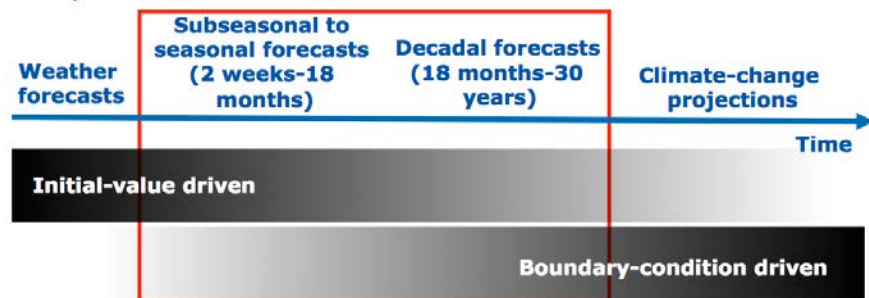 Subseasonal to
seasonal forecasts
(2 weeks-18
months)
Decadal forecasts
(18 months-30
years)
Weather
forecasts
Climate-change
projections
Time
Initial-value driven
Boundary-condition driven